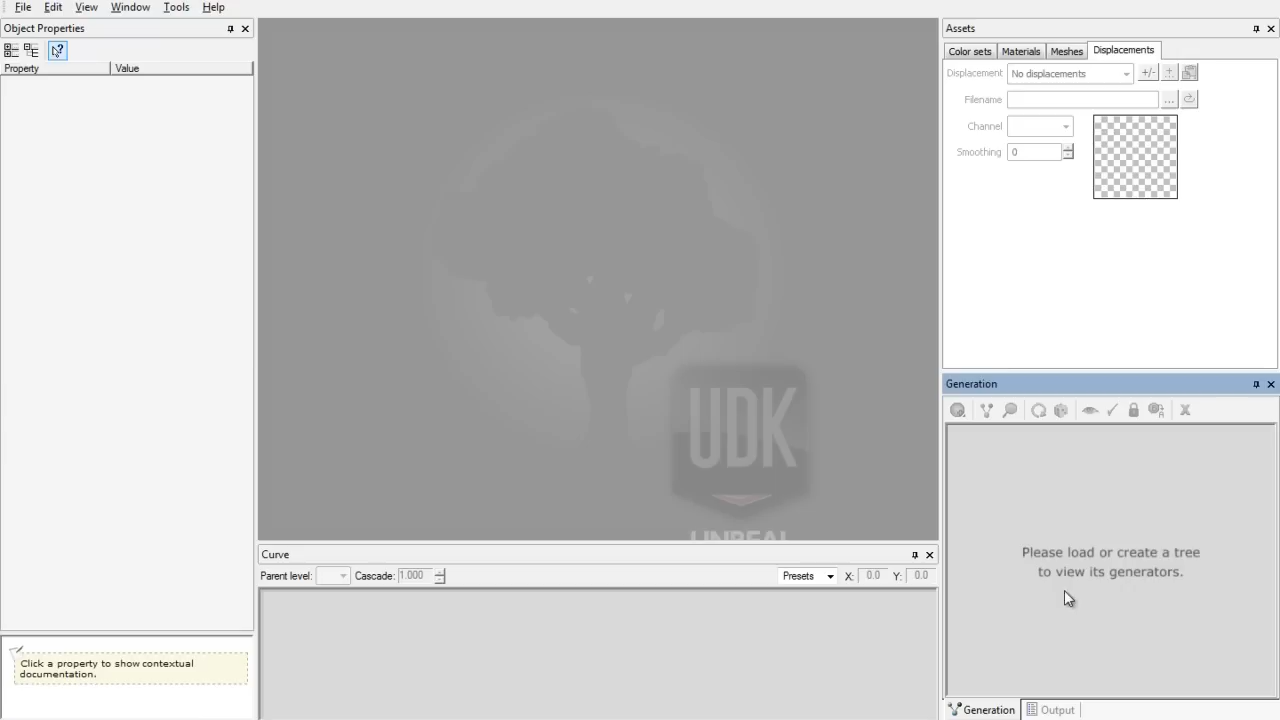 File Edit View Window Tools Help
Object Properties
Property Value
Click a property to show contextual
documentation.
UDK
UNREAL
Curve
Parent level: Cascade: 1.000 Presets X: 0.0 Y: 0.0
Assets
Color sets Materials Meshes Displacements
Displacement No displacements +/-
Filename ...
Channel
Smoothing 0
Generation
Please load or create a tree
to view its generators.
Generation Output